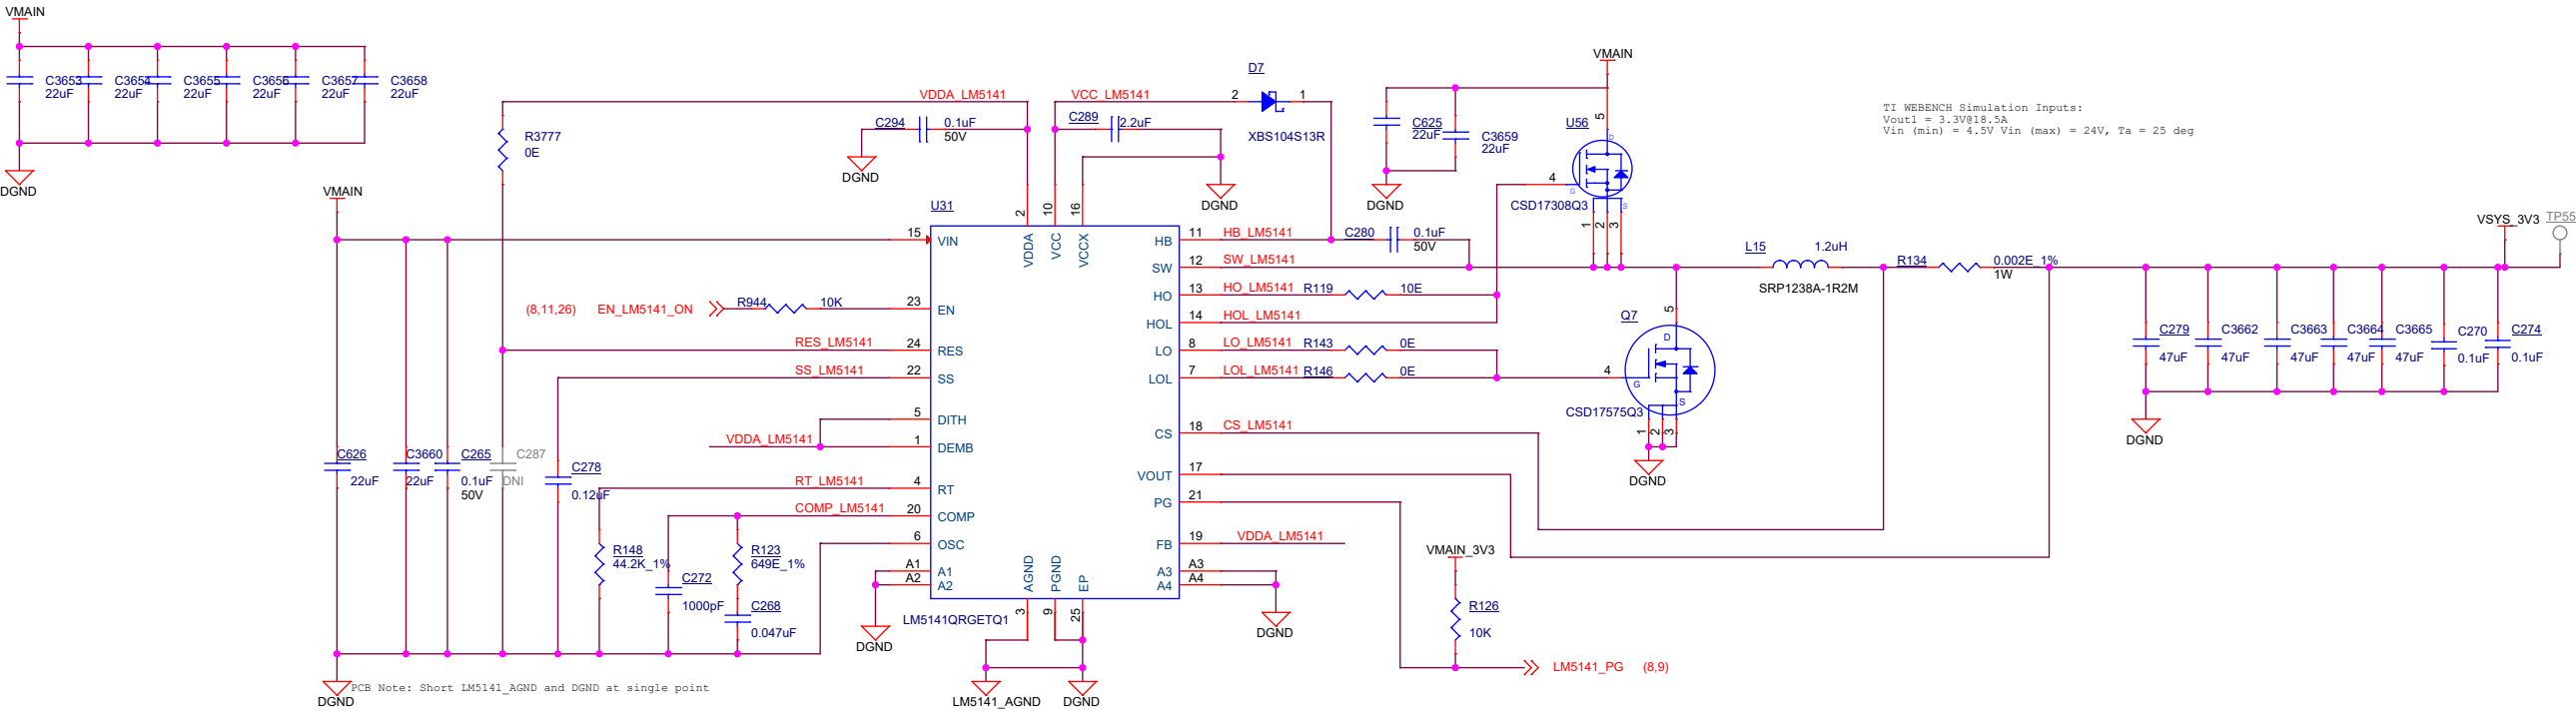 VMAIN
C3653
22uF
C3654
22uF
C3655
22uF
C3656
22uF
C3657
22uF
C3658
22uF
DGND
R3777
0E
VDDA_LM5141
C294
0.1uF
50V
DGND
VCC_LM5141
C289
2.2uF
DGND
D7
2
1
XBS104S13R
C625
22uF
C3659
22uF
DGND
VMAIN
U56
5
D
4
G
S
CSD17308Q3
1
2
3
TI WEBENCH Simulation Inputs:
Vout1 = 3.3V@18.5A
Vin (min) = 4.5V Vin (max) = 24V, Ta = 25 deg
VMAIN
U31
2
10
16
VDDA
VCC
VCCX
15
VIN
(8,11,26)
EN_LM5141_ON
R944
10K
23
EN
RES_LM5141
24
RES
SS_LM5141
22
SS
5
DITH
VDDA_LM5141
1
DEMB
RT_LM5141
4
RT
COMP_LM5141
20
COMP
6
OSC
A1
A1
A2
A2
C626
22uF
C3660
22uF
C265
0.1uF
50V
C287
DNI
C278
0.12uF
R148
44.2K_1%
C272
1000pF
R123
649E_1%
C268
0.047uF
DGND
PCB Note: Short LM5141_AGND and DGND at single point
DGND
LM5141QRGETQ1
AGND
PGND
EP
3
9
25
LM5141_AGND
DGND
HB
11
HB_LM5141
C280
0.1uF
50V
SW
12
SW_LM5141
HO
13
HO_LM5141
R119
10E
HOL
14
HOL_LM5141
LO
8
LO_LM5141
R143
0E
LOL
7
LOL_LM5141
R146
0E
CS
18
CS_LM5141
VOUT
17
PG
21
FB
19
VDDA_LM5141
A3
A3
A4
A4
DGND
Q7
5
D
4
G
S
CSD17575Q3
1
2
3
DGND
VMAIN_3V3
R126
10K
LM5141_PG
(8,9)
L15
1.2uH
SRP1238A-1R2M
R134
0.002E_1%
1W
VSYS_3V3
TP55
C279
47uF
C3662
47uF
C3663
47uF
C3664
47uF
C3665
47uF
C270
0.1uF
C274
0.1uF
DGND